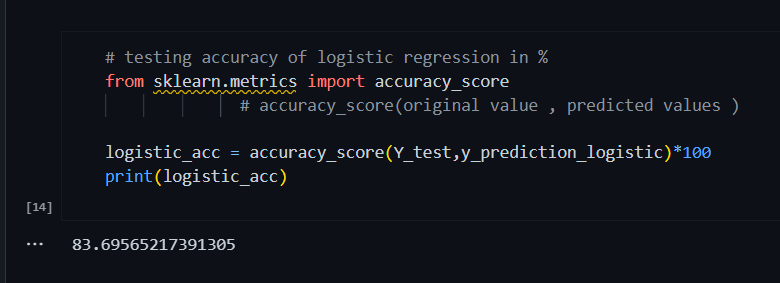 # testing accuracy of logistic regression in %
from sklearn.metrics import accuracy_score
# accuracy_score(original value , predicted values )
logistic_acc = accuracy_score(Y_test,y_prediction_logistic)*100
print(logistic_acc)
[14]
... 83.69565217391305